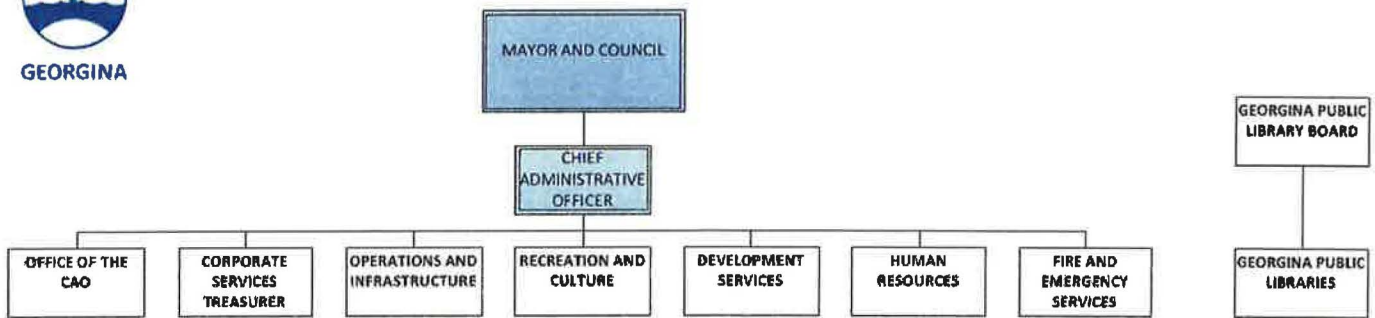 GEORGINA
MAYOR AND COUNCIL
GEORGINA PUBLIC
LIBRARY BOARD
CHIEF
ADMINISTRATIVE
OFFICER
OFFICE OF THE
CAO
CORPORATE
SERVICES
TREASURER
OPERATIONS AND
INFRASTRUCTURE
RECREATION AND
CULTURE
DEVELOPMENT
SERVICES
HUMAN
RESOURCES
FIRE AND
EMERGENCY
SERVICES
GEORGINA PUBLIC
LIBRARIES